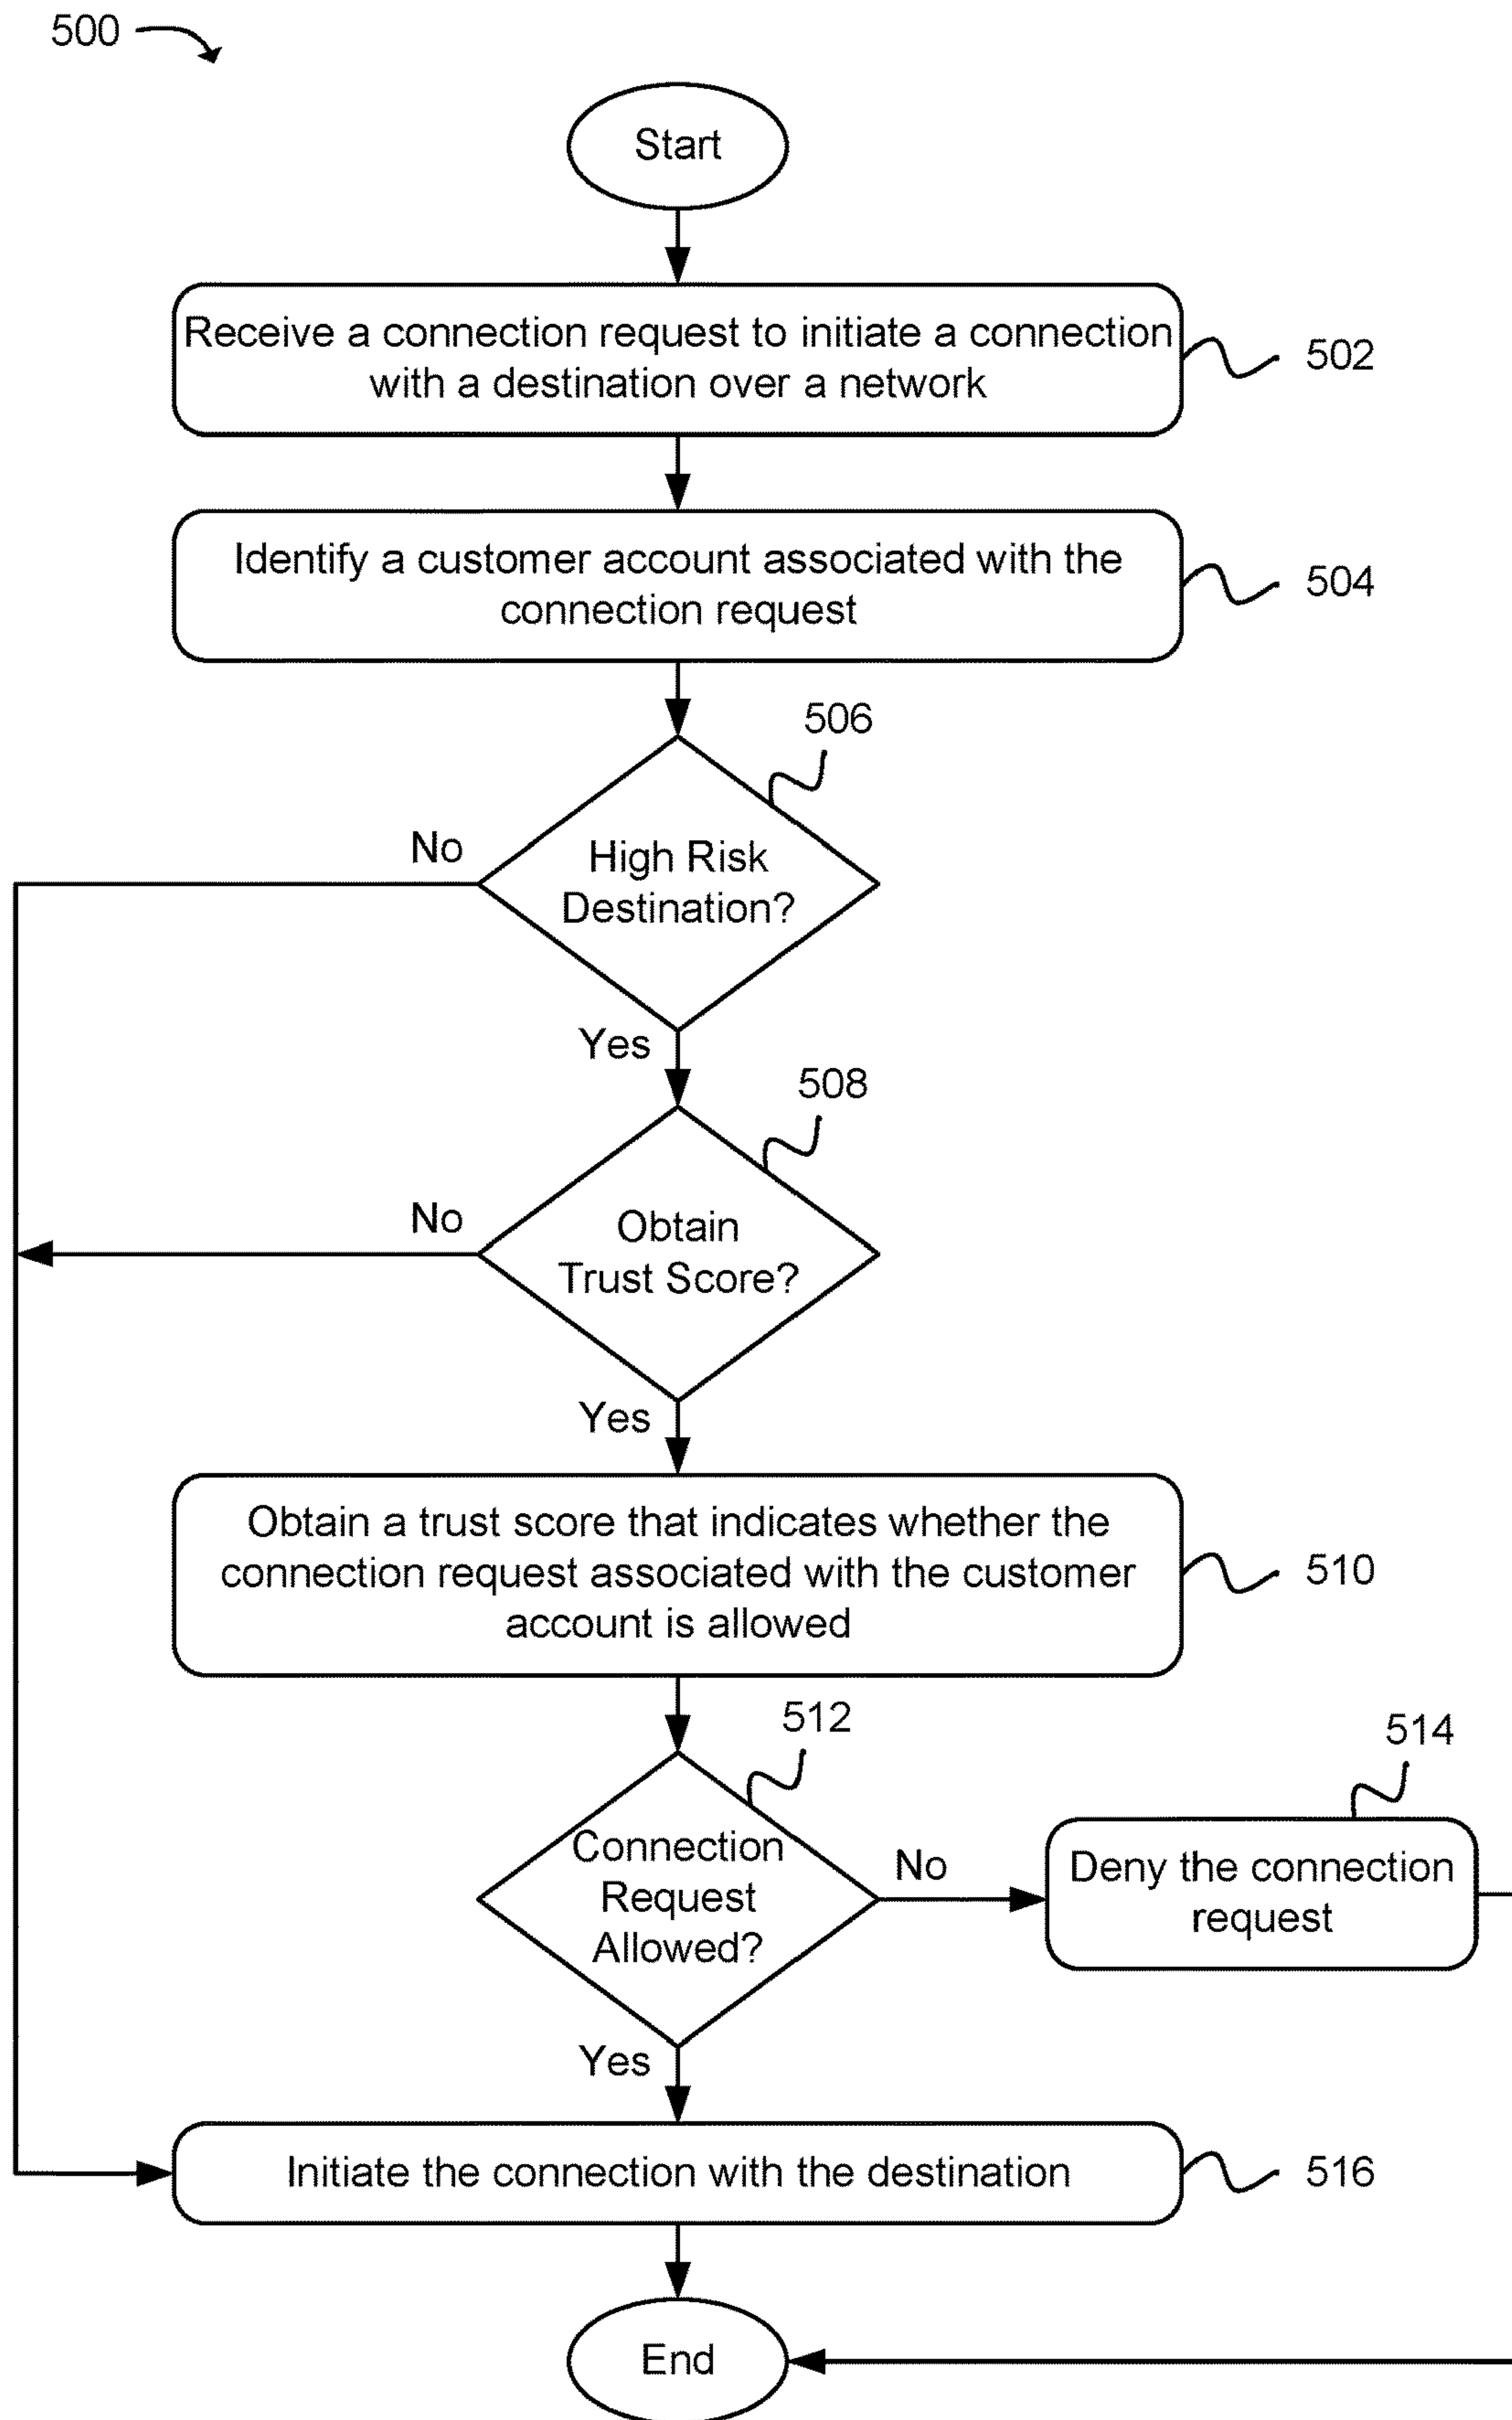 500
Start
Receive a connection request to initiate a connection
with a destination over a network
502
Identify a customer account associated with the
connection request
504
506
No
High Risk
Destination?
Yes
508
No
Obtain
Trust Score?
Yes
Obtain a trust score that indicates whether the
connection request associated with the customer
account is allowed
510
512
514
Connection
Request
Allowed?
No
Deny the connection
request
Yes
Initiate the connection with the destination
516
End